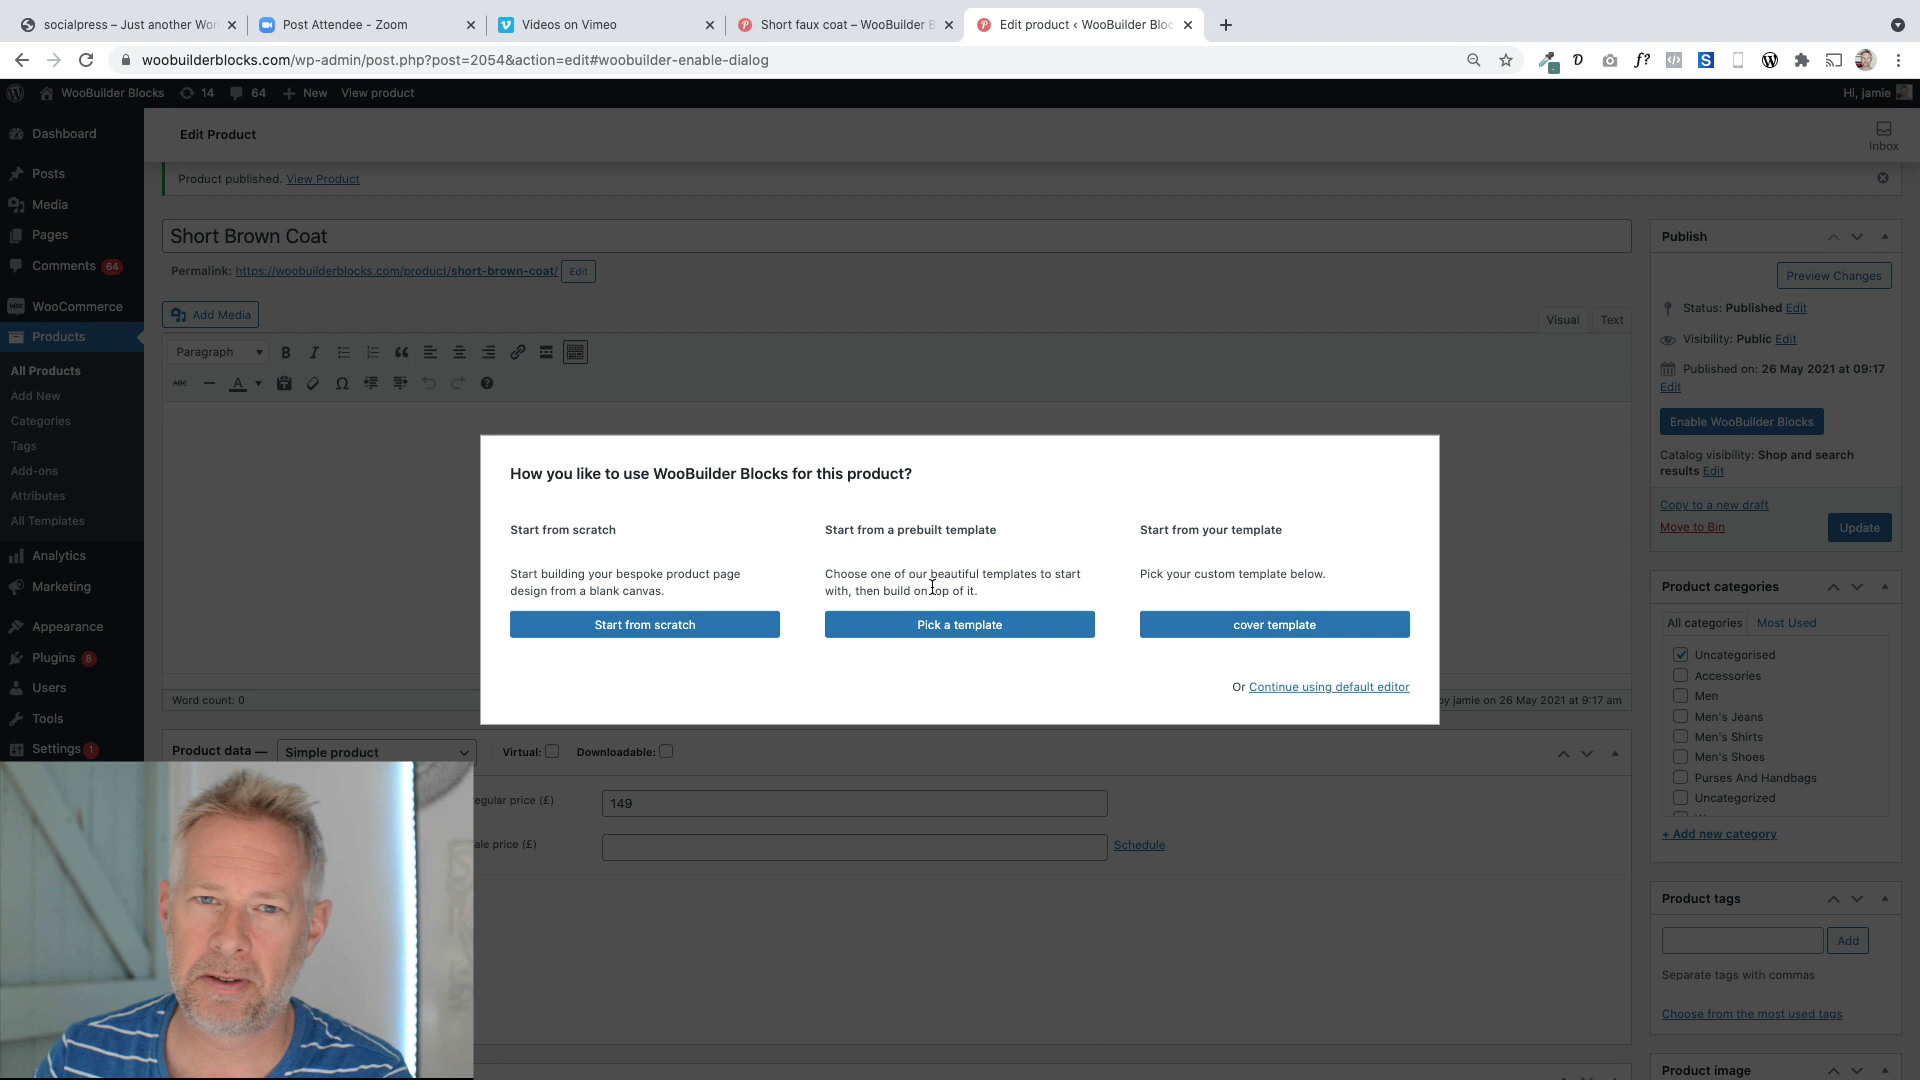 socialpress – Just another Wor
Post Attendee - Zoom
Videos on Vimeo
Short faux coat – WooBuilder B
Edit product ‹ WooBuilder Bloc
woobuilderblocks.com/wp-admin/post.php?post=2054&action=edit#woobuilder-enable-dialog
WooBuilder Blocks
14
64
New
View product
Hi, jamie
Dashboard
Posts
Media
Pages
Comments 64
WooCommerce
Products
All Products
Add New
Categories
Tags
Add-ons
Attributes
All Templates
Analytics
Marketing
Appearance
Plugins 8
Users
Tools
Settings 1
Edit Product
Inbox
Product published. View Product
Short Brown Coat
Permalink: https://woobuilderblocks.com/product/short-brown-coat/ Edit
Add Media
Visual
Text
Paragraph
Word count: 0
by jamie on 26 May 2021 at 9:17 am
How you like to use WooBuilder Blocks for this product?
Start from scratch
Start building your bespoke product page
design from a blank canvas.
Start from scratch
Start from a prebuilt template
Choose one of our beautiful templates to start
with, then build on top of it.
Pick a template
Start from your template
Pick your custom template below.
cover template
Or Continue using default editor
Product data —
Simple product
Virtual:
Downloadable:
egular price (£)
149
ale price (£)
Schedule
Publish
Preview Changes
Status: Published Edit
Visibility: Public Edit
Published on: 26 May 2021 at 09:17
Edit
Enable WooBuilder Blocks
Catalog visibility: Shop and search
results Edit
Copy to a new draft
Move to Bin
Update
Product categories
All categories
Most Used
Uncategorised
Accessories
Men
Men's Jeans
Men's Shirts
Men's Shoes
Purses And Handbags
Uncategorized
+ Add new category
Product tags
Add
Separate tags with commas
Choose from the most used tags
Product image